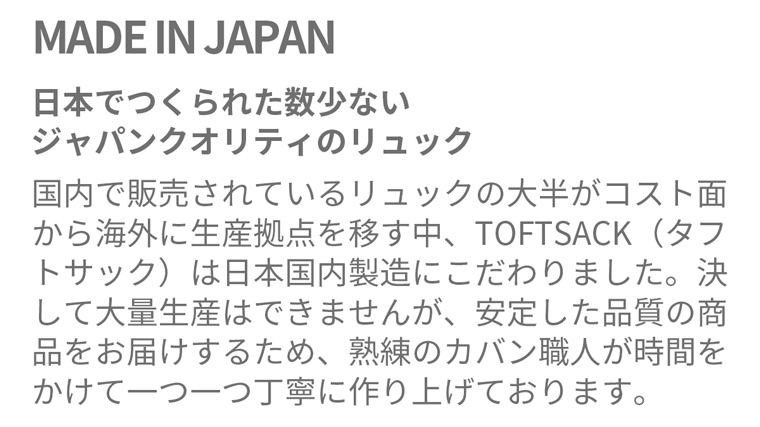 MADE IN JAPAN
日本でつくられた数少ない
ジャパンクオリティのリュック
国内で販売されているリュックの大半がコスト面
から海外に生産拠点を移す中、TOFTSACK（タフ
トサック）は日本国内製造にこだわりました。決
して大量生産はできませんが、安定した品質の商
品をお届けするため、熟練のカバン職人が時間を
かけて一つ一つ丁寧に作り上げております。